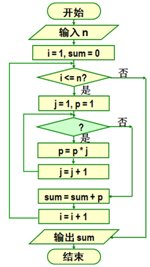 开始
输入 n
i = 1, sum = 0
i <= n?
否
是
j = 1, p = 1
?
否
是
p = p * j
j = j + 1
sum = sum + p
i = i + 1
输出 sum
结束